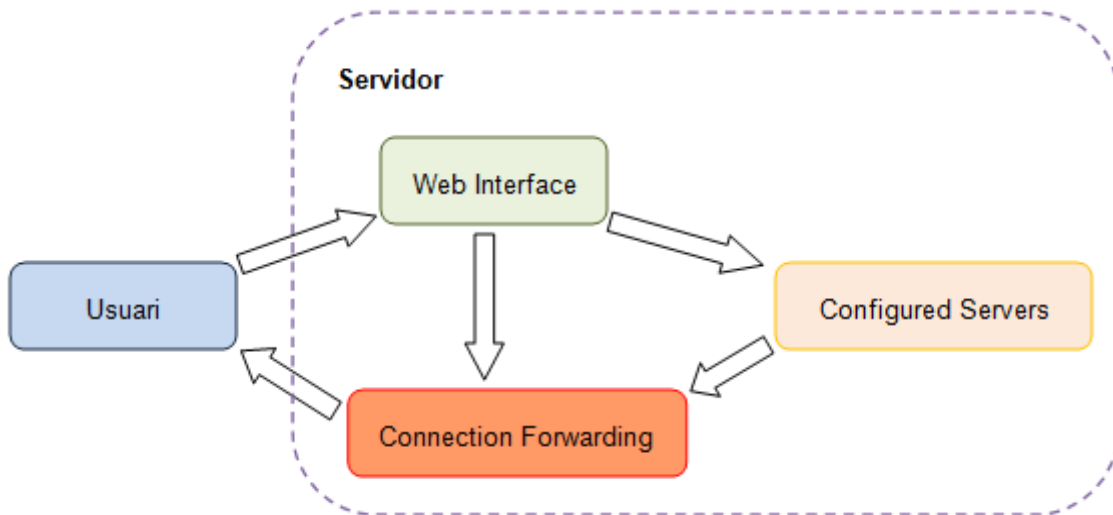 Servidor
Web Interface
Usuari
Configured Servers
Connection Forwarding